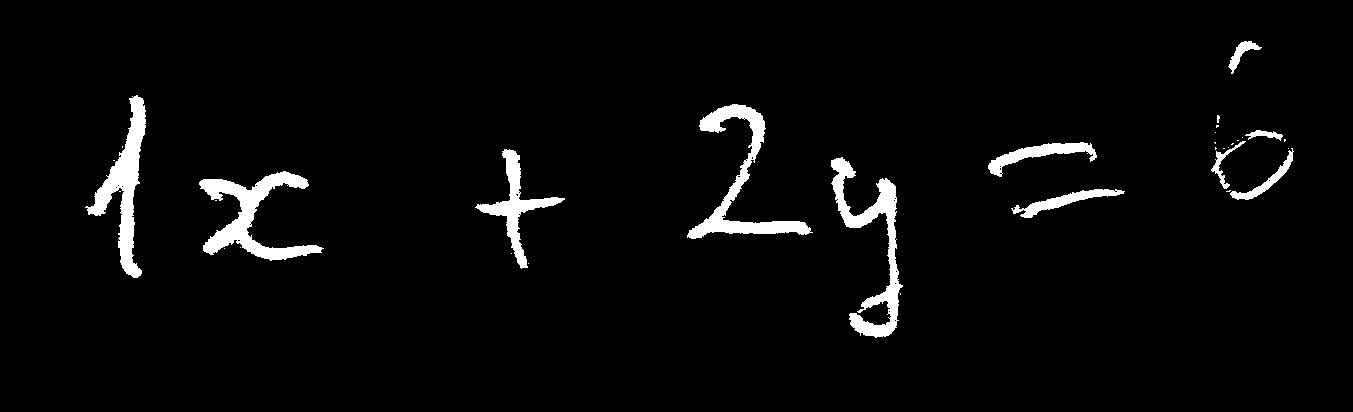 1x + 2y = 6